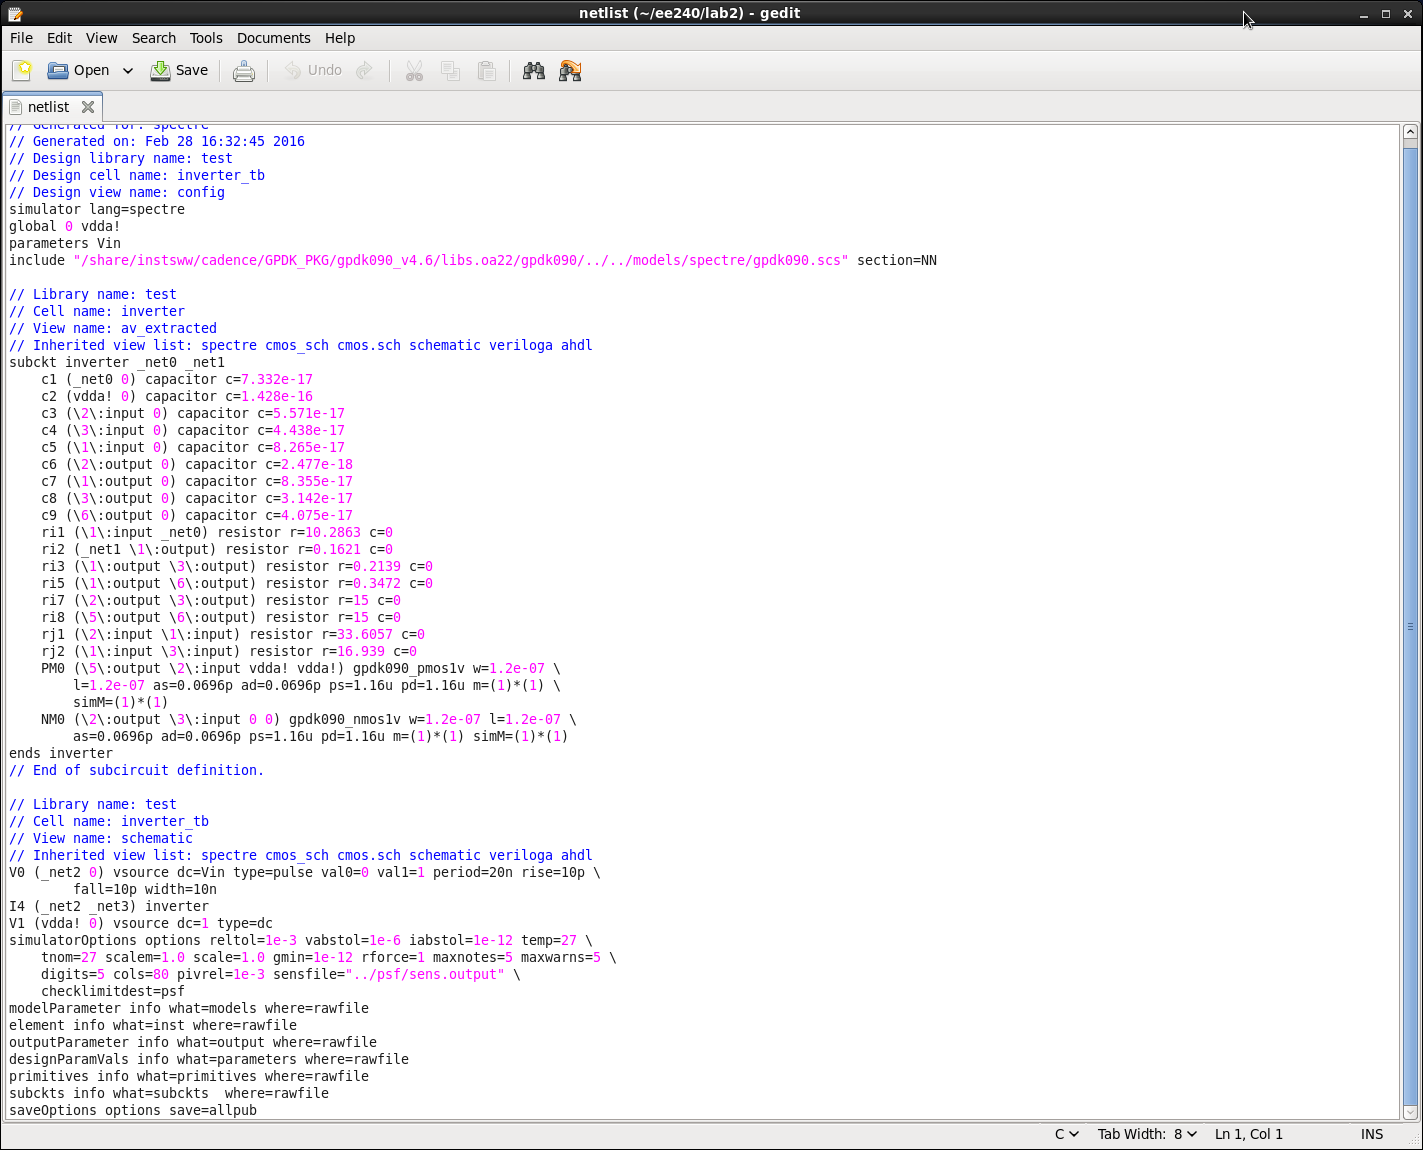 netlist (~/ee240/lab2) - gedit
File Edit View Search Tools Documents Help
Open Save Undo
netlist
// Generated for: spectre
// Generated on: Feb 28 16:32:45 2016
// Design library name: test
// Design cell name: inverter_tb
// Design view name: config
simulator lang=spectre
global 0 vdda!
parameters Vin
include "/share/instsww/cadence/GPDK_PKG/gpdk090_v4.6/libs.oa22/gpdk090/../../models/spectre/gpdk090.scs" section=NN
// Library name: test
// Cell name: inverter
// View name: av_extracted
// Inherited view list: spectre cmos_sch cmos.sch schematic veriloga ahdl
subckt inverter _net0 _net1
c1 (_net0 0) capacitor c=7.332e-17
c2 (vdda! 0) capacitor c=1.428e-16
c3 (\2\:input 0) capacitor c=5.571e-17
c4 (\3\:input 0) capacitor c=4.438e-17
c5 (\1\:input 0) capacitor c=8.265e-17
c6 (\2\:output 0) capacitor c=2.477e-18
c7 (\1\:output 0) capacitor c=8.355e-17
c8 (\3\:output 0) capacitor c=3.142e-17
c9 (\6\:output 0) capacitor c=4.075e-17
ri1 (\1\:input _net0) resistor r=10.2863 c=0
ri2 (_net1 \1\:output) resistor r=0.1621 c=0
ri3 (\1\:output \3\:output) resistor r=0.2139 c=0
ri5 (\1\:output \6\:output) resistor r=0.3472 c=0
ri7 (\2\:output \3\:output) resistor r=15 c=0
ri8 (\5\:output \6\:output) resistor r=15 c=0
rj1 (\2\:input \1\:input) resistor r=33.6057 c=0
rj2 (\1\:input \3\:input) resistor r=16.939 c=0
PM0 (\5\:output \2\:input vdda! vdda!) gpdk090_pmos1v w=1.2e-07 \
l=1.2e-07 as=0.0696p ad=0.0696p ps=1.16u pd=1.16u m=(1)*(1) \
simM=(1)*(1)
NM0 (\2\:output \3\:input 0 0) gpdk090_nmos1v w=1.2e-07 l=1.2e-07 \
as=0.0696p ad=0.0696p ps=1.16u pd=1.16u m=(1)*(1) simM=(1)*(1)
ends inverter
// End of subcircuit definition.
// Library name: test
// Cell name: inverter_tb
// View name: schematic
// Inherited view list: spectre cmos_sch cmos.sch schematic veriloga ahdl
V0 (_net2 0) vsource dc=Vin type=pulse val0=0 val1=1 period=20n rise=10p \
fall=10p width=10n
I4 (_net2 _net3) inverter
V1 (vdda! 0) vsource dc=1 type=dc
simulatorOptions options reltol=1e-3 vabstol=1e-6 iabstol=1e-12 temp=27 \
tnom=27 scalem=1.0 scale=1.0 gmin=1e-12 rforce=1 maxnotes=5 maxwarns=5 \
digits=5 cols=80 pivrel=1e-3 sensfile="../psf/sens.output" \
checklimitdest=psf
modelParameter info what=models where=rawfile
element info what=inst where=rawfile
outputParameter info what=output where=rawfile
designParamVals info what=parameters where=rawfile
primitives info what=primitives where=rawfile
subckts info what=subckts  where=rawfile
saveOptions options save=allpub
C Tab Width: 8 Ln 1, Col 1 INS